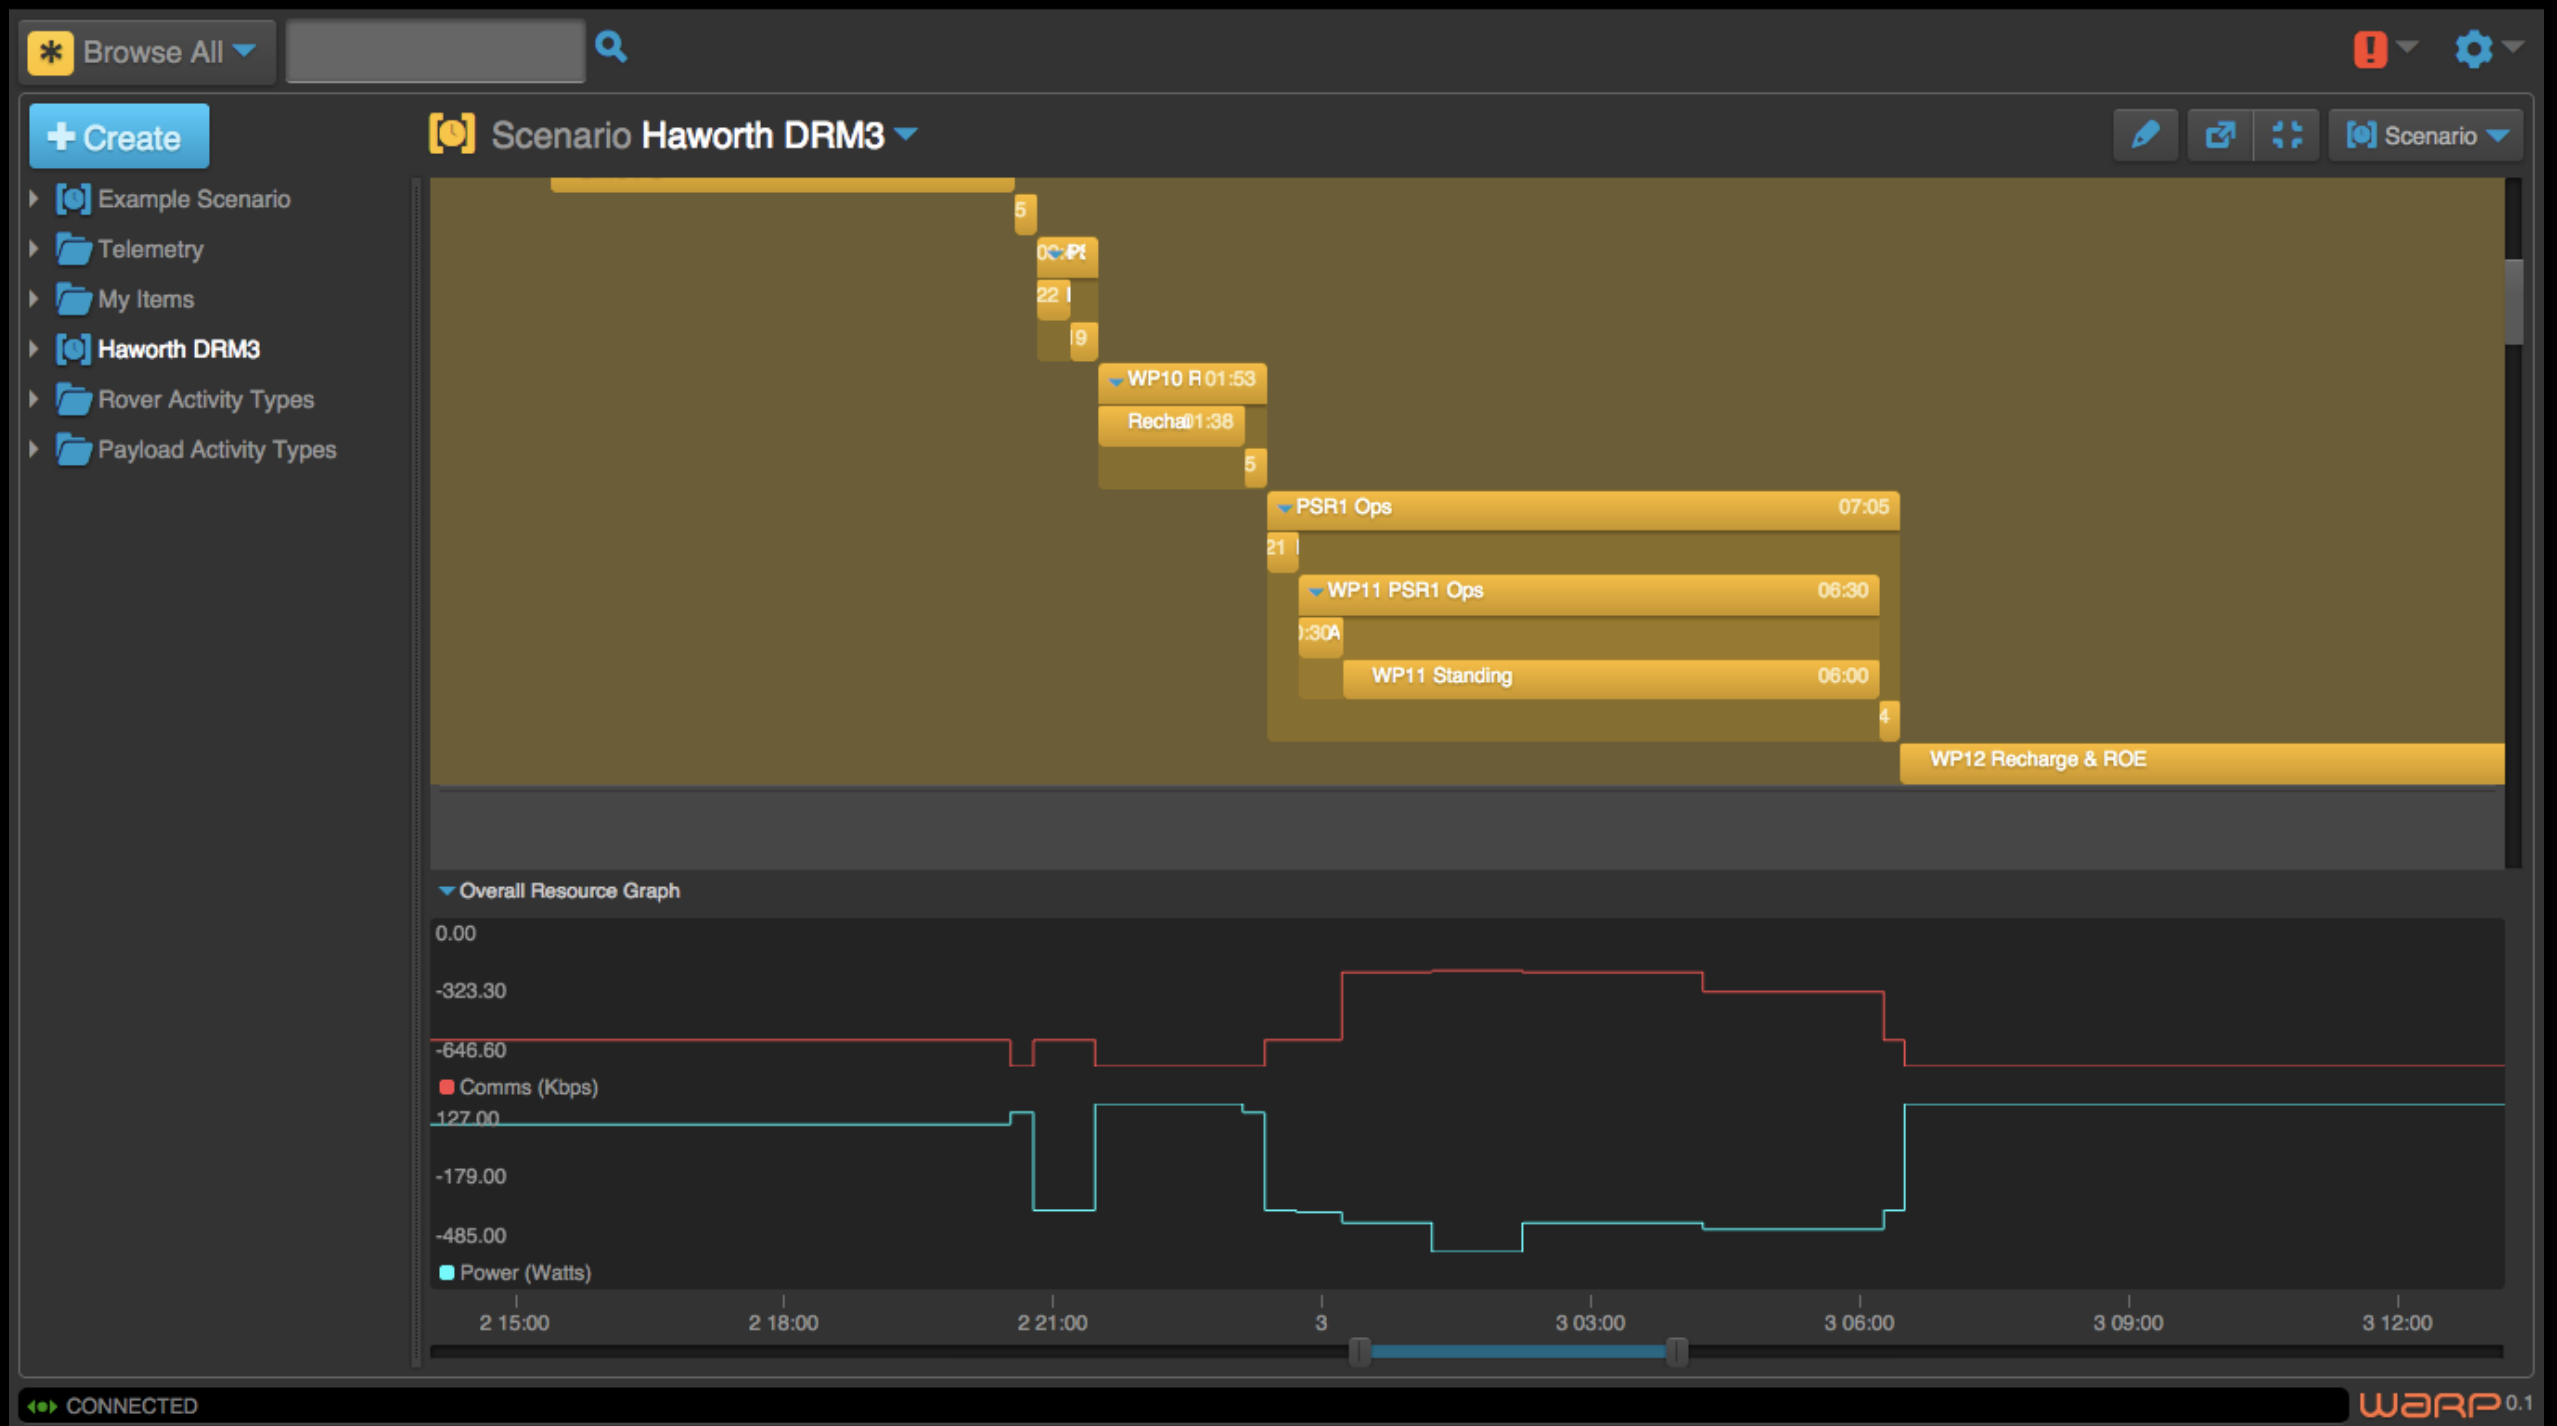 Browse All
Create
Scenario Haworth DRM3
Scenario
Example Scenario
Telemetry
My Items
Haworth DRM3
Rover Activity Types
Payload Activity Types
5
22
19
WP10 R 01:53
Rechar 01:38
5
PSR1 Ops 07:05
21
WP11 PSR1 Ops 06:30
:30 A
WP11 Standing 06:00
4
WP12 Recharge & ROE
Overall Resource Graph
0.00
-323.30
-646.60
Comms (Kbps)
127.00
-179.00
-485.00
Power (Watts)
2 15:00 2 18:00 2 21:00 3 3 03:00 3 06:00 3 09:00 3 12:00
CONNECTED
WARP 0.1